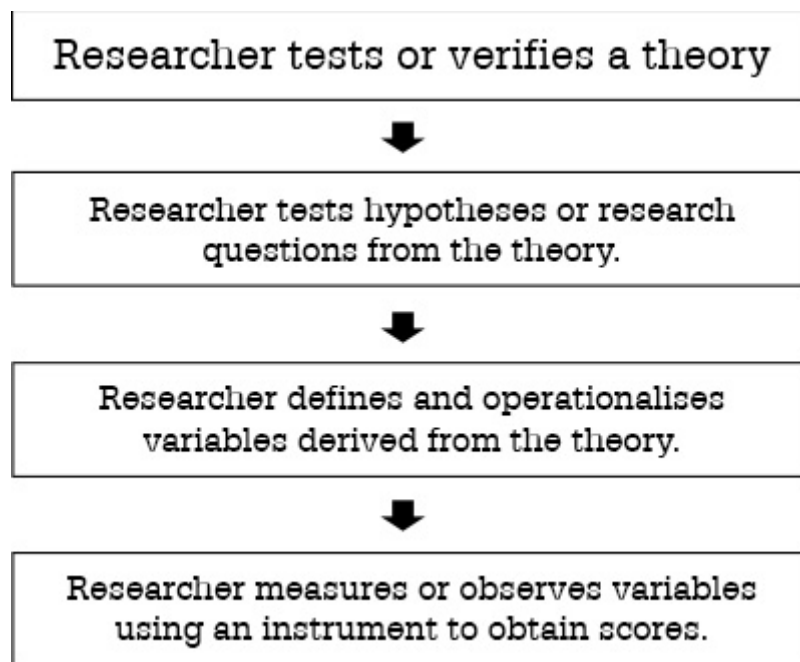 Researcher tests or verifies a theory
Researcher tests hypotheses or research
questions from the theory.
Researcher defines and operationalises
variables derived from the theory.
Researcher measures or observes variables
using an instrument to obtain scores.